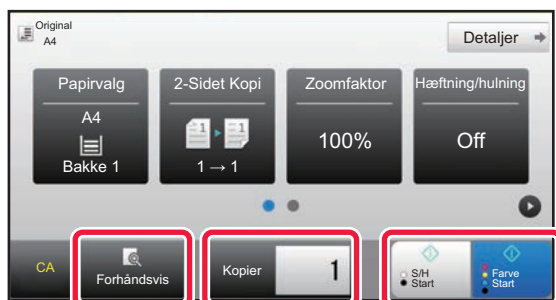 Original
A4
Detaljer
Papirvalg
A4
Bakke 1
2-Sidet Kopi
1 → 1
Zoomfaktor
100%
Hæftning/hulning
Off
CA
Forhåndsvis
Kopier
1
S/H
Start
Farve
Start